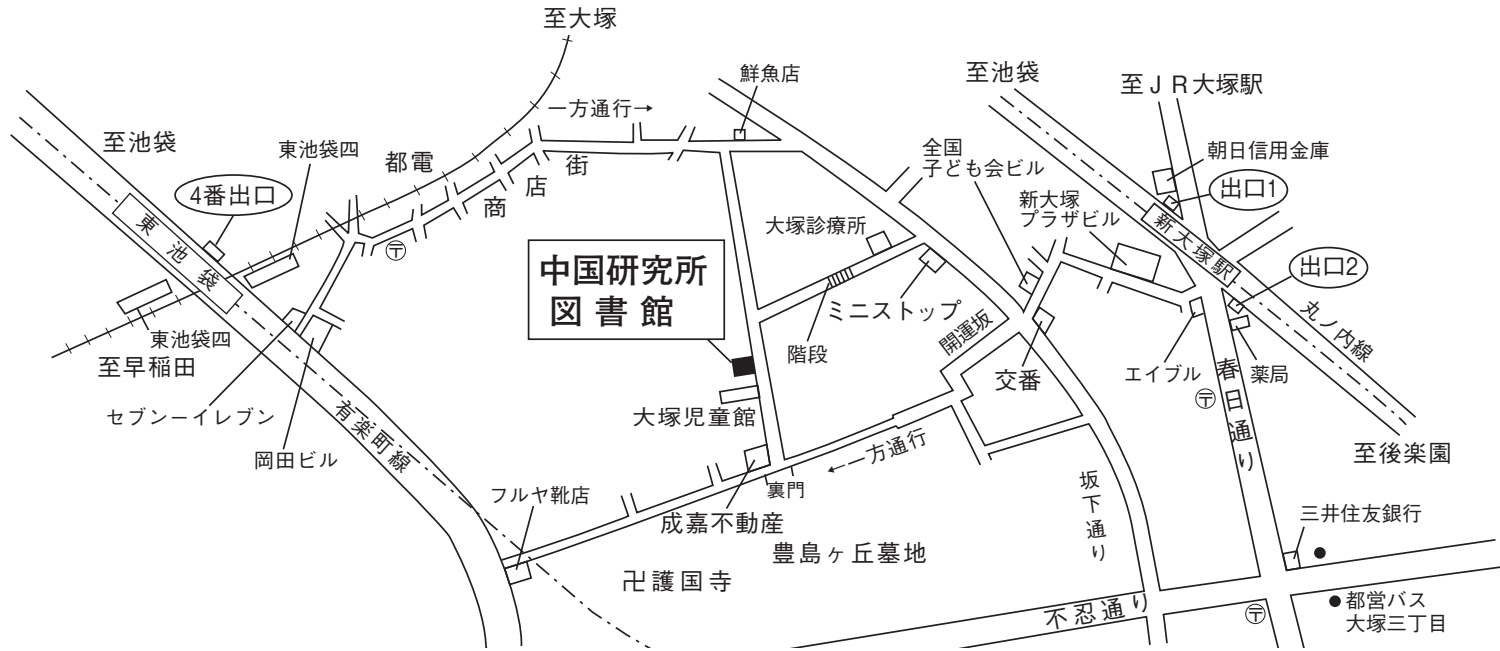 至大塚
鮮魚店
一方通行→
至池袋
至JR大塚駅
至池袋
東池袋四
都電
商店街
全国
子ども会ビル
朝日信用金庫
4番出口
出口1
新大塚
プラザビル
大塚診療所
東池袋
〒
新大塚駅
中国研究所
図書館
出口2
ミニストップ
丸ノ内線
東池袋四
至早稲田
階段
開運坂
交番
エイブル
薬局
セブンーイレブン
大塚児童館
〒
春日通り
有楽町線
岡田ビル
←一方通行
至後楽園
フルヤ靴店
裏門
成嘉不動産
坂下通り
三井住友銀行
豊島ヶ丘墓地
卍護国寺
不忍通り
〒
●都営バス
大塚三丁目